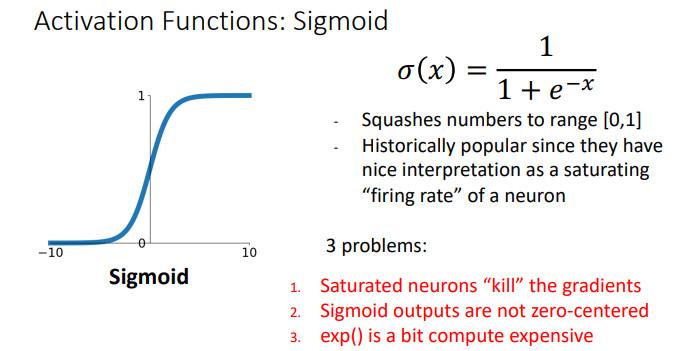 Activation Functions: Sigmoid
σ(x) = 1 / (1 + e^{-x})
- Squashes numbers to range [0,1]
- Historically popular since they have
nice interpretation as a saturating
“firing rate” of a neuron
1
0
-10
10
Sigmoid
3 problems:
1. Saturated neurons “kill” the gradients
2. Sigmoid outputs are not zero-centered
3. exp() is a bit compute expensive